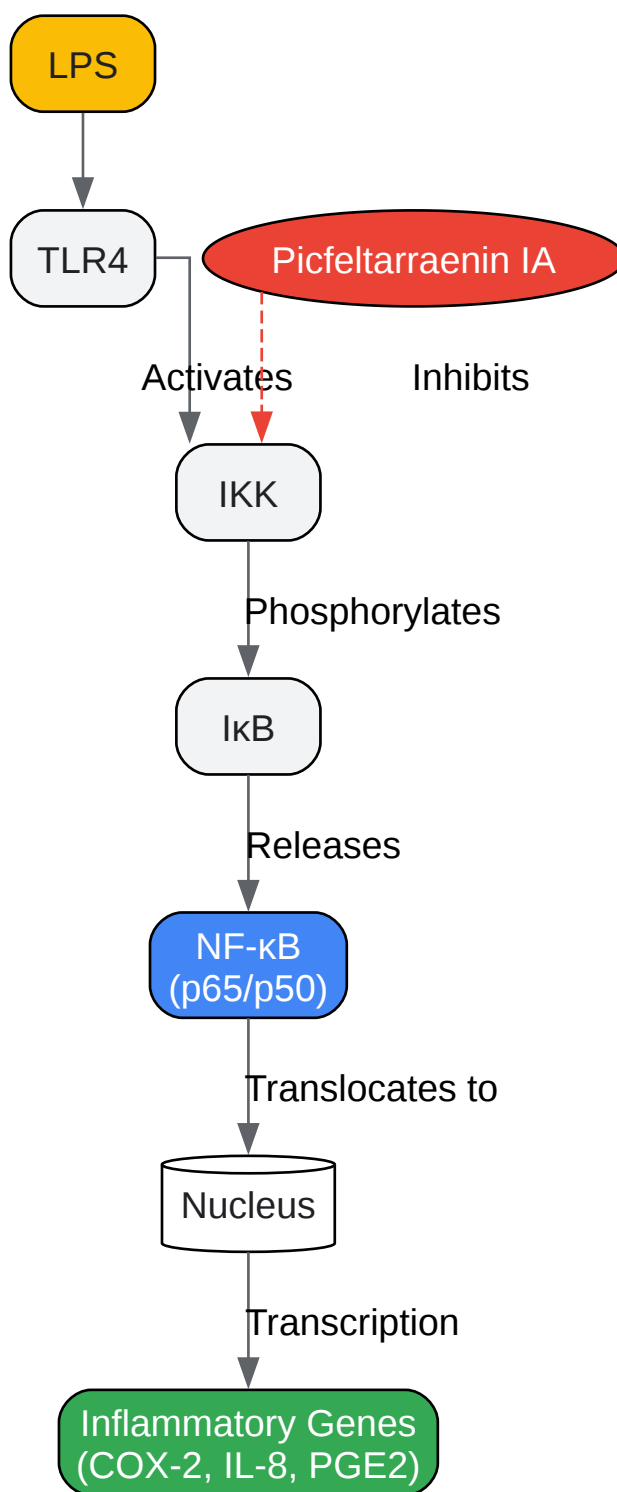 LPS
TLR4
Picfeltarraenin IA
Activates
Inhibits
IKK
Phosphorylates
IκB
Releases
NF-κB
(p65/p50)
Translocates to
Nucleus
Transcription
Inflammatory Genes
(COX-2, IL-8, PGE2)